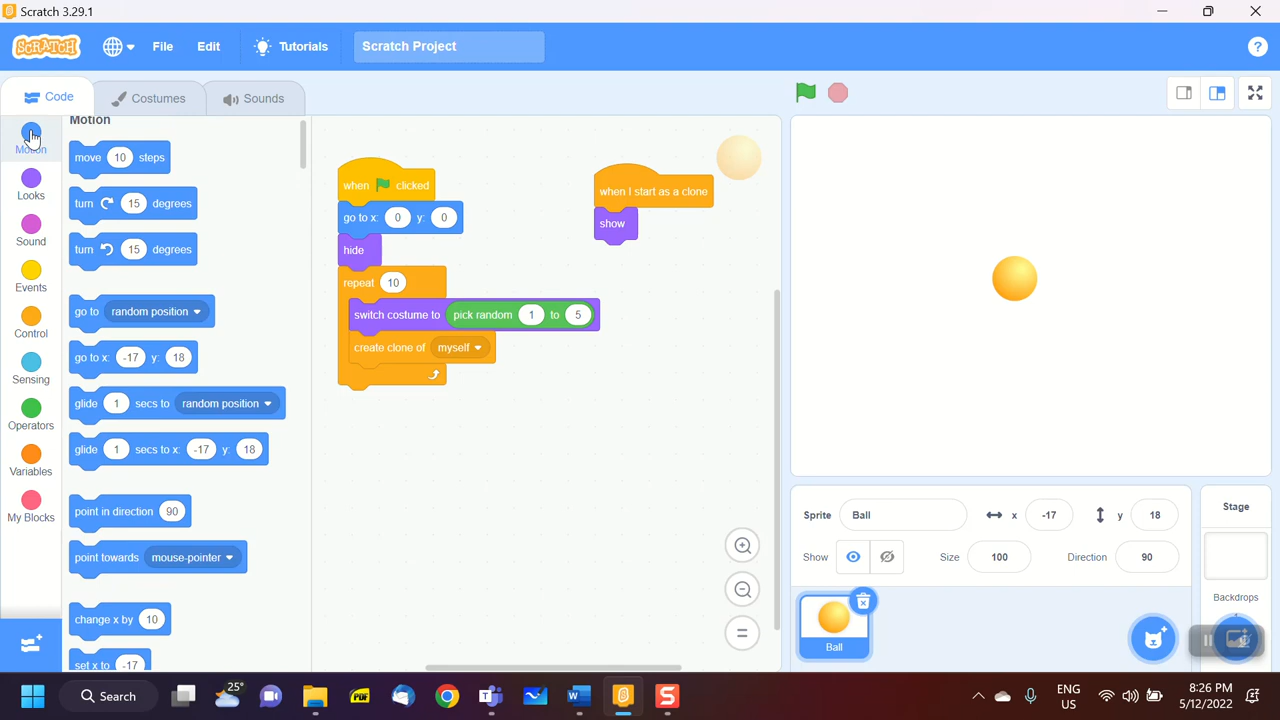 Scratch 3.29.1
SCRATCH File Edit Tutorials Scratch Project ?
Code Costumes Sounds
Motion
Looks
Sound
Events
Control
Sensing
Operators
Variables
My Blocks
Motion
move 10 steps
turn 15 degrees
turn 15 degrees
go to random position
go to x: -17 y: 18
glide 1 secs to random position
glide 1 secs to x: -17 y: 18
point in direction 90
point towards mouse-pointer
change x by 10
set x to -17
when clicked
go to x: 0 y: 0
hide
repeat 10
switch costume to pick random 1 to 5
create clone of myself
when I start as a clone
show
Sprite Ball x -17 y 18
Show Size 100 Direction 90
Ball
Stage
Backdrops
Search 25° PDF S ENG US 8:26 PM 5/12/2022